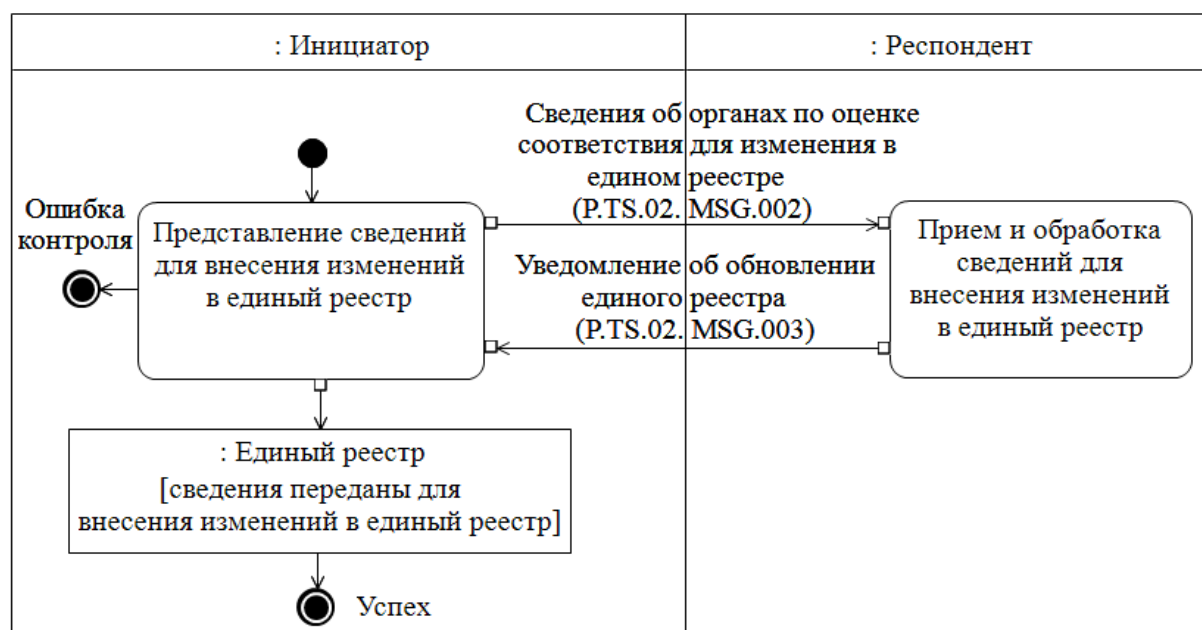 : Инициатор
: Респондент
Сведения об органах по оценке
соответствия для изменения в
едином реестре
(P.TS.02. MSG.002)
Ошибка
контроля
Представление сведений
для внесения изменений
в единый реестр
Прием и обработка
сведений для
внесения изменений
в единый реестр
Уведомление об обновлении
единого реестра
(P.TS.02. MSG.003)
: Единый реестр
[сведения переданы для
внесения изменений в единый реестр]
Успех